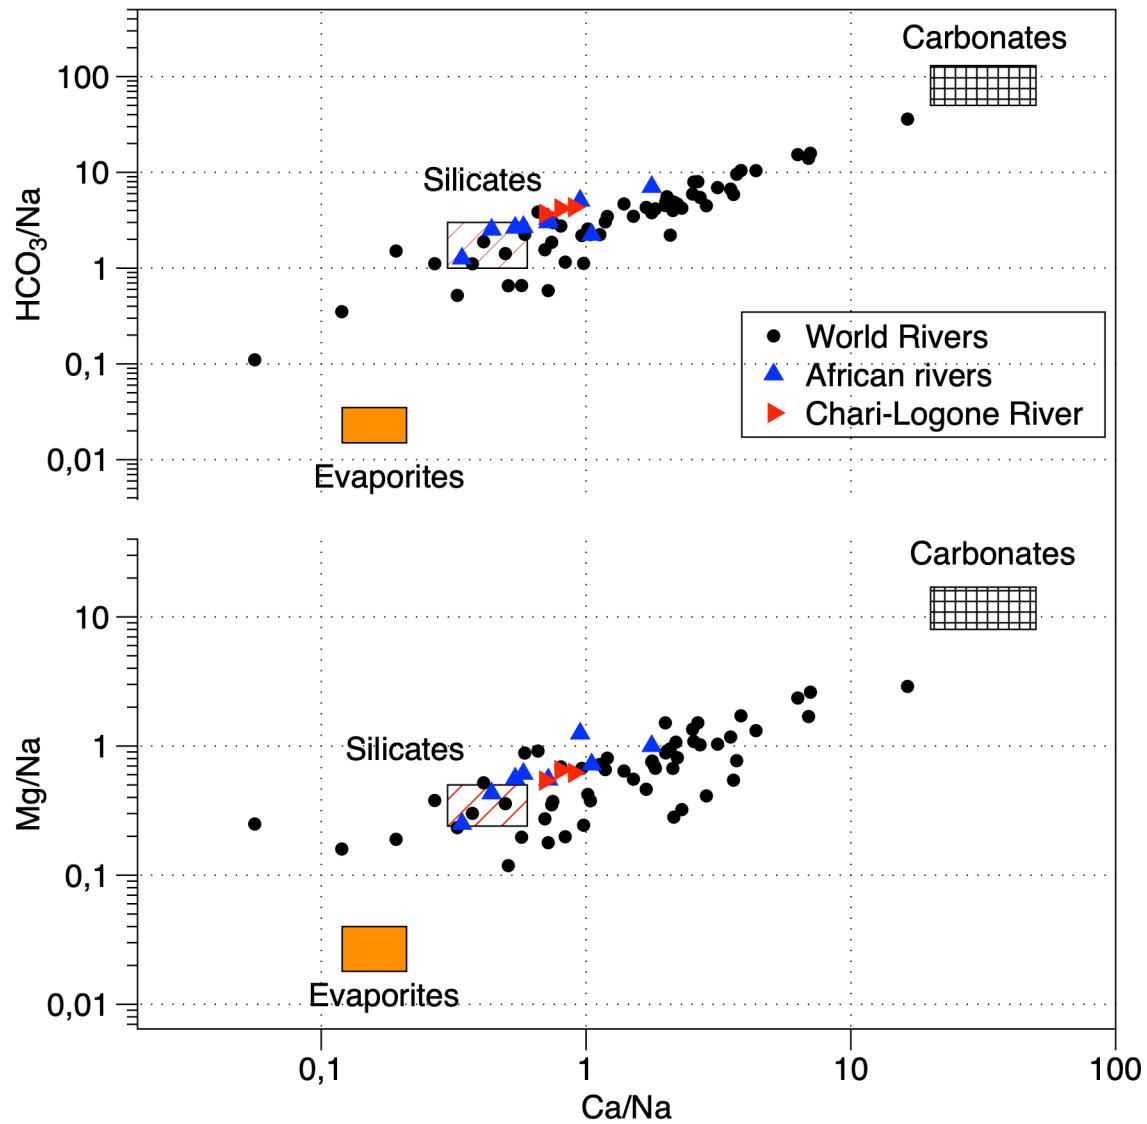 Carbonates
100
10
Silicates
1
HCO3/Na
World Rivers
0,1
African rivers
Chari-Logone River
0,01
Evaporites
Carbonates
10
Silicates
1
Mg/Na
0,1
Evaporites
0,01
0,1 1 10 100
Ca/Na